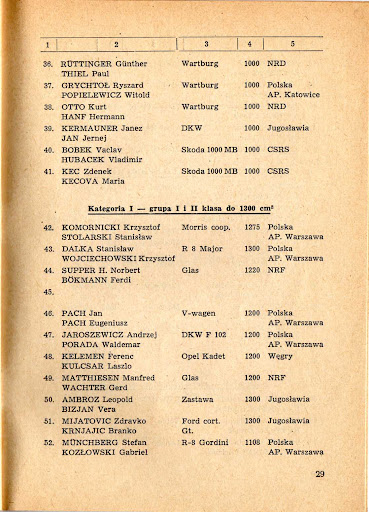 1 2 3 4 5
36. RÜTTINGER Günther Wartburg 1000 NRD
THIEL Paul
37. GRYCHTOŁ Ryszard Wartburg 1000 Polska
POPIELEWICZ Witold AP. Katowice
38. OTTO Kurt Wartburg 1000 NRD
HANF Hermann
39. KERMAUNER Janez DKW 1000 Jugosławia
JAN Jernej
40. BOBEK Vaclav Skoda 1000 MB 1000 CSRS
HUBACEK Vladimir
41. KEC Zdenek Skoda 1000 MB 1000 CSRS
KECOVA Maria
Kategoria I — grupa I i II klasa do 1300 cm³
42. KOMORNICKI Krzysztof Morris coop. 1275 Polska
STOLARSKI Stanisław AP. Warszawa
43. DALKA Stanisław R 8 Major 1300 Polska
WOJCIECHOWSKI Krzysztof AP. Warszawa
44. SUPPER H. Norbert Glas 1220 NRF
BÖKMANN Ferdi
45.
46. PACH Jan V-wagen 1200 Polska
PACH Eugeniusz AP. Warszawa
47. JAROSZEWICZ Andrzej DKW F 102 1200 Polska
PORADA Waldemar AP. Warszawa
48. KELEMEN Ferenc Opel Kadet 1200 Węgry
KULCSAR Laszlo
49. MATTHIESEN Manfred Glas 1200 NRF
WACHTER Gerd
50. AMBROZ Leopold Zastawa 1300 Jugosławia
BIZJAN Vera
51. MIJATOVIC Zdravko Ford cort. 1300 Jugosławia
KRNJAJIC Branko Gt.
52. MÜNCHBERG Stefan R-8 Gordini 1108 Polska
KOZŁOWSKI Gabriel AP. Warszawa
29